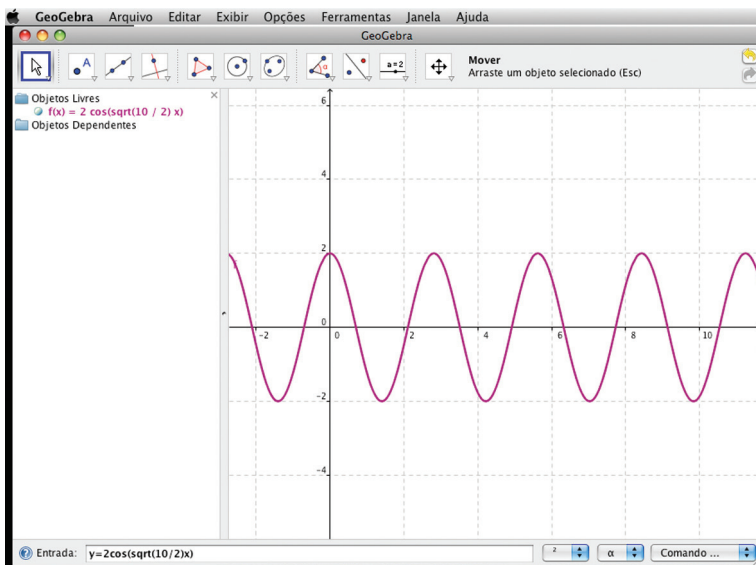 GeoGebra Arquivo Editar Exibir Opções Ferramentas Janela Ajuda
GeoGebra
A
α
a=2
Mover
Arraste um objeto selecionado (Esc)
Objetos Livres
f(x) = 2 cos(sqrt(10 / 2) x)
Objetos Dependentes
6
4
2
0
-2
-4
-2 0 2 4 6 8 10
f
Entrada: y=2cos(sqrt(10/2)x)
² α Comando ...